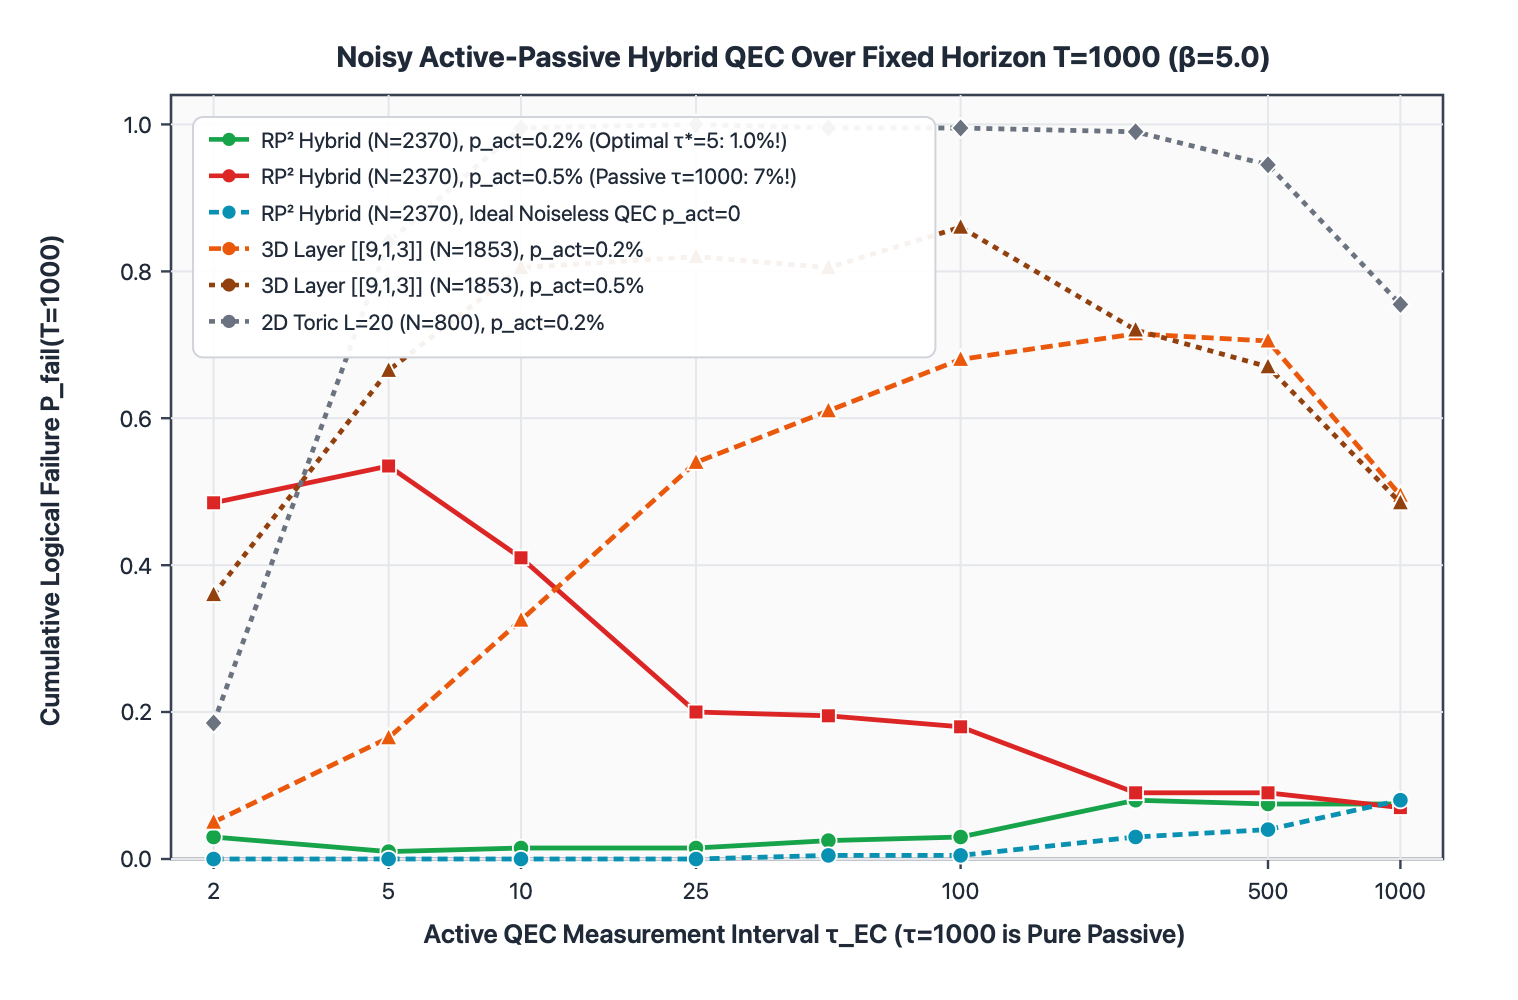 Noisy Active-Passive Hybrid QEC Over Fixed Horizon T=1000 (β=5.0)
Cumulative Logical Failure P_fail(T=1000)
1.0
0.8
0.6
0.4
0.2
0.0
RP² Hybrid (N=2370), p_act=0.2% (Optimal τ*=5: 1.0%!)
RP² Hybrid (N=2370), p_act=0.5% (Passive τ=1000: 7%!)
RP² Hybrid (N=2370), Ideal Noiseless QEC p_act=0
3D Layer [[9,1,3]] (N=1853), p_act=0.2%
3D Layer [[9,1,3]] (N=1853), p_act=0.5%
2D Toric L=20 (N=800), p_act=0.2%
2 5 10 25 100 500 1000
Active QEC Measurement Interval τ_EC (τ=1000 is Pure Passive)